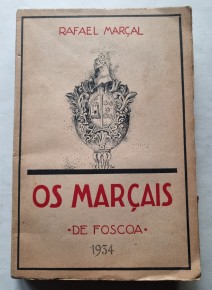 RAFAEL MARÇAL
OS MARÇAIS
·DE FOSCOA·
1934